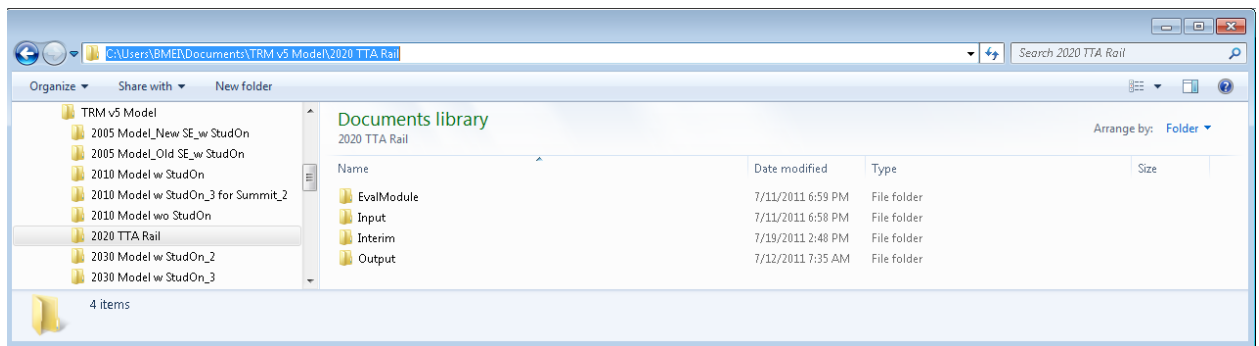 C:\Users\BMEI\Documents\TRM v5 Model\2020 TTA Rail
Search 2020 TTA Rail
Organize Share with New folder
TRM v5 Model
2005 Model_New SE_w StudOn
2005 Model_Old SE_w StudOn
2010 Model w StudOn
2010 Model w StudOn_3 for Summit_2
2010 Model wo StudOn
2020 TTA Rail
2030 Model w StudOn_2
2030 Model w StudOn_3
Documents library
2020 TTA Rail
Arrange by: Folder
Name Date modified Type Size
EvalModule 7/11/2011 6:59 PM File folder
Input 7/11/2011 6:58 PM File folder
Interim 7/19/2011 2:48 PM File folder
Output 7/12/2011 7:35 AM File folder
4 items